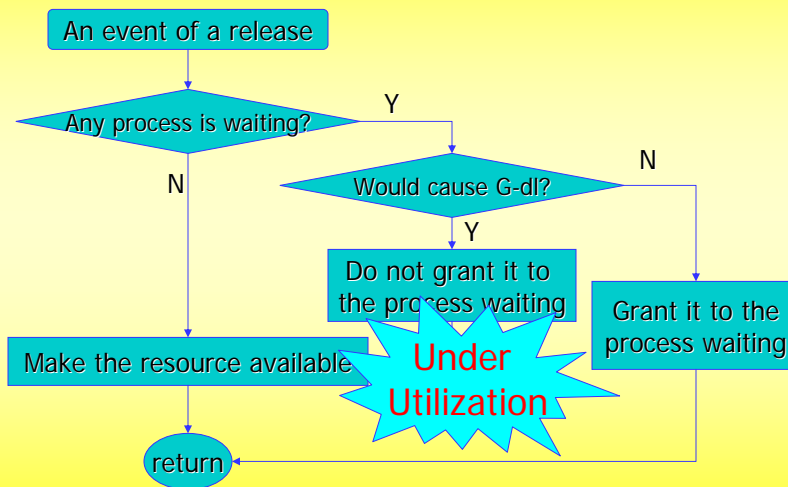 An event of a release
Any process is waiting?
Y
N
Would cause G-dl?
N
Y
Do not grant it to
the process waiting
Grant it to the
process waiting
Make the resource available
Under
Utilization
return